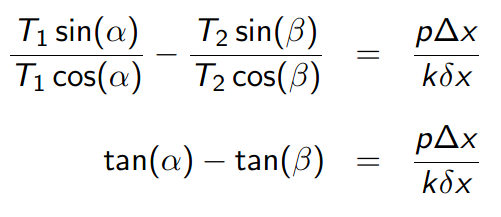 T₁ sin(α) / T₁ cos(α) − T₂ sin(β) / T₂ cos(β) = pΔx / kδx
tan(α) − tan(β) = pΔx / kδx